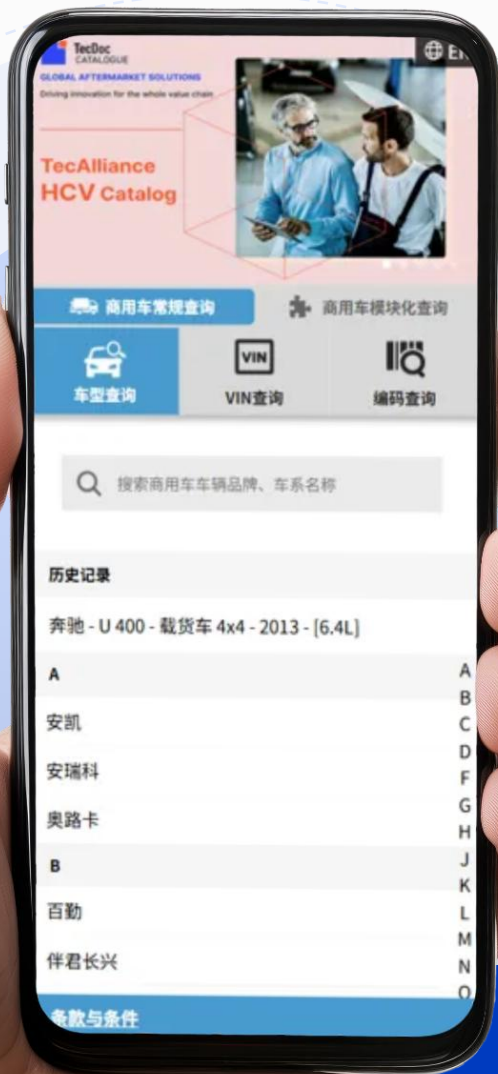 TecDoc
CATALOGUE
GLOBAL AFTERMARKET SOLUTIONS
Driving innovation for the whole value chain
TecAlliance
HCV Catalog
商用车常规查询
商用车模块化查询
车型查询
VIN
VIN查询
编码查询
搜索商用车车辆品牌、车系名称
历史记录
奔驰 - U 400 - 载货车 4x4 - 2013 - [6.4L]
A
安凯
安瑞科
奥路卡
B
百勤
伴君长兴
A
B
C
D
F
G
H
J
K
L
M
N
条款与条件